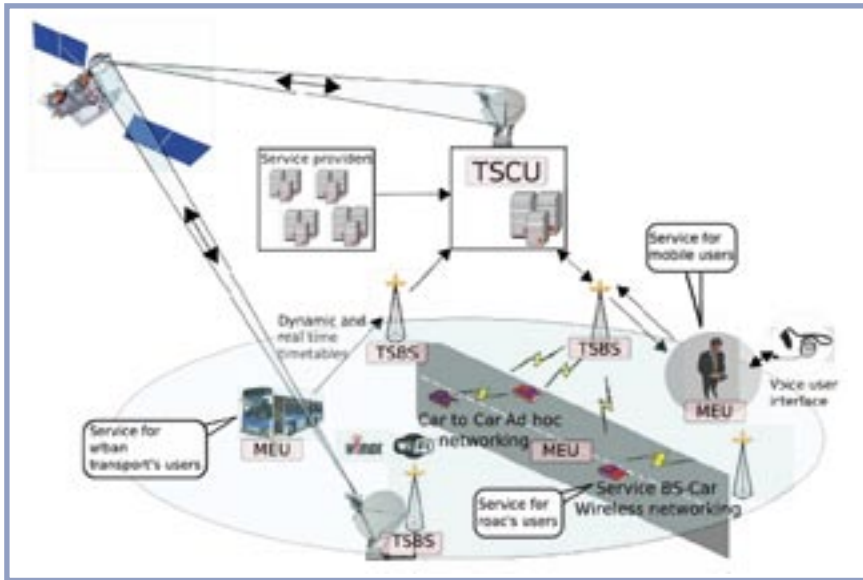 Service providers
TSCU
Service for
mobile users
Dynamic and
real time
timetables
TSBS
TSBS
Voice user
interface
MEU
Service for
urban
transport's users
MEU
Car to Car Ad hoc
networking
MEU
Service for
roac's users
Service BS-Car
Wireless networking
TSBS